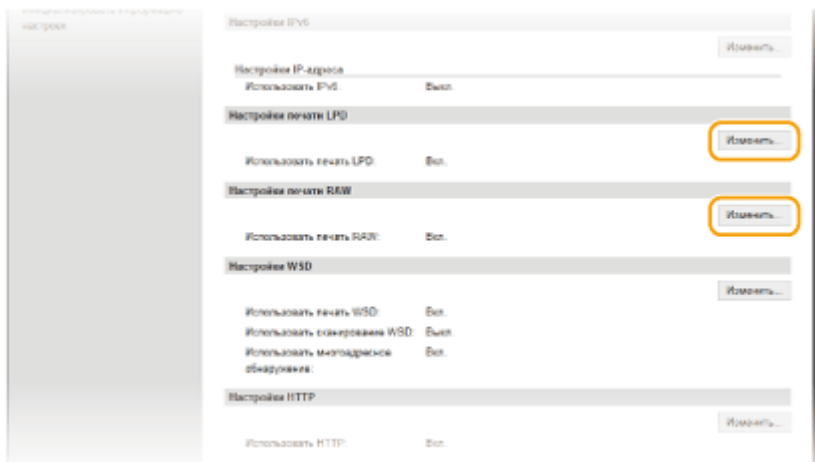 настроек
Настройки IPv6
Изменить...
Настройки IP-адреса
Использовать IPv6: Выкл.
Настройки печати LPD
Изменить...
Использовать печать LPD: Вкл.
Настройки печати RAW
Изменить...
Использовать печать RAW: Вкл.
Настройки WSD
Изменить...
Использовать печать WSD: Вкл.
Использовать сканирование WSD: Выкл.
Использовать многоадресное Вкл.
обнаружение:
Настройки HTTP
Изменить...
Использовать HTTP: Вкл.